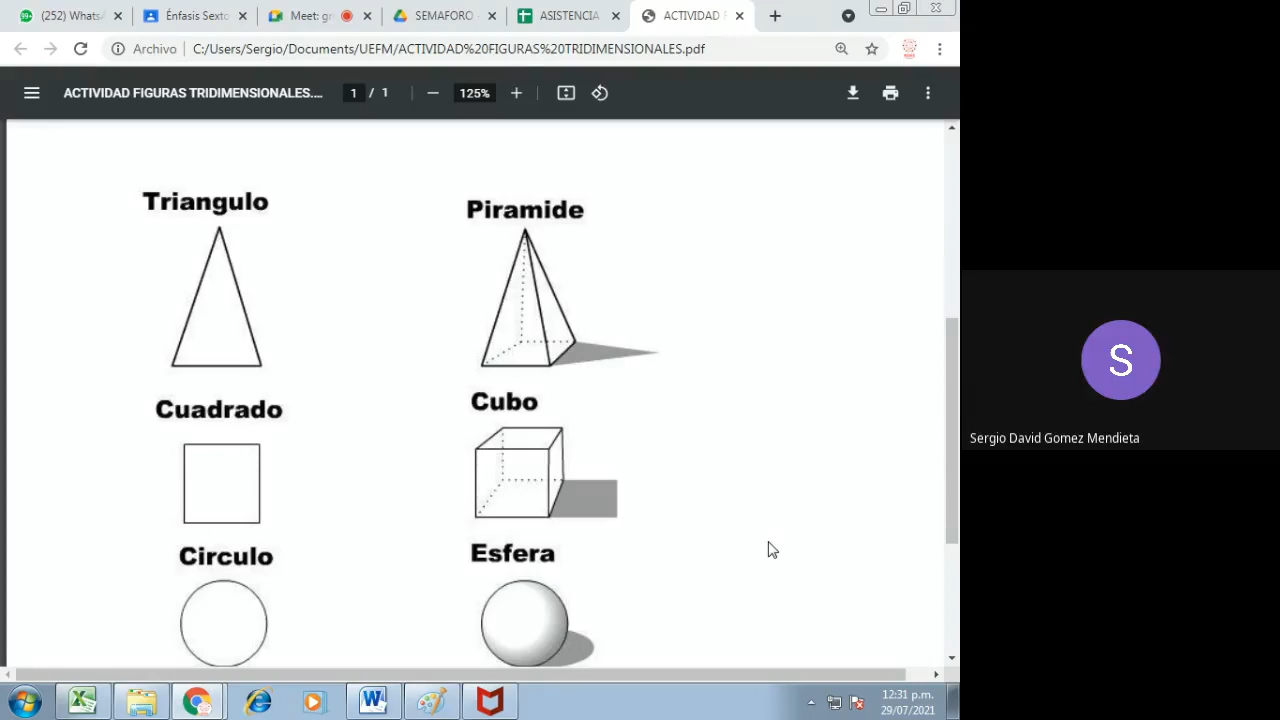 (252) Whats
Énfasis Sexto
Meet: gr
SEMAFORO -
ASISTENCIA
ACTIVIDAD
Archivo | C:/Users/Sergio/Documents/UEFM/ACTIVIDAD%20FIGURAS%20TRIDIMENSIONALES.pdf
ACTIVIDAD FIGURAS TRIDIMENSIONALES.... 1 / 1 125%
Triangulo
Piramide
Cuadrado
Cubo
Circulo
Esfera
S
Sergio David Gomez Mendieta
12:31 p.m.
29/07/2021